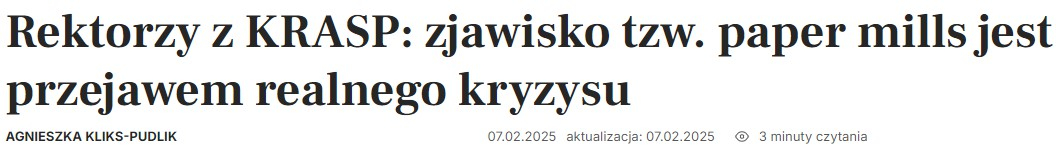 Rektorzy z KRASP: zjawisko tzw. paper mills jest
przejawem realnego kryzysu
AGNIESZKA KLIKS-PUDLIK 07.02.2025 aktualizacja: 07.02.2025 3 minuty czytania